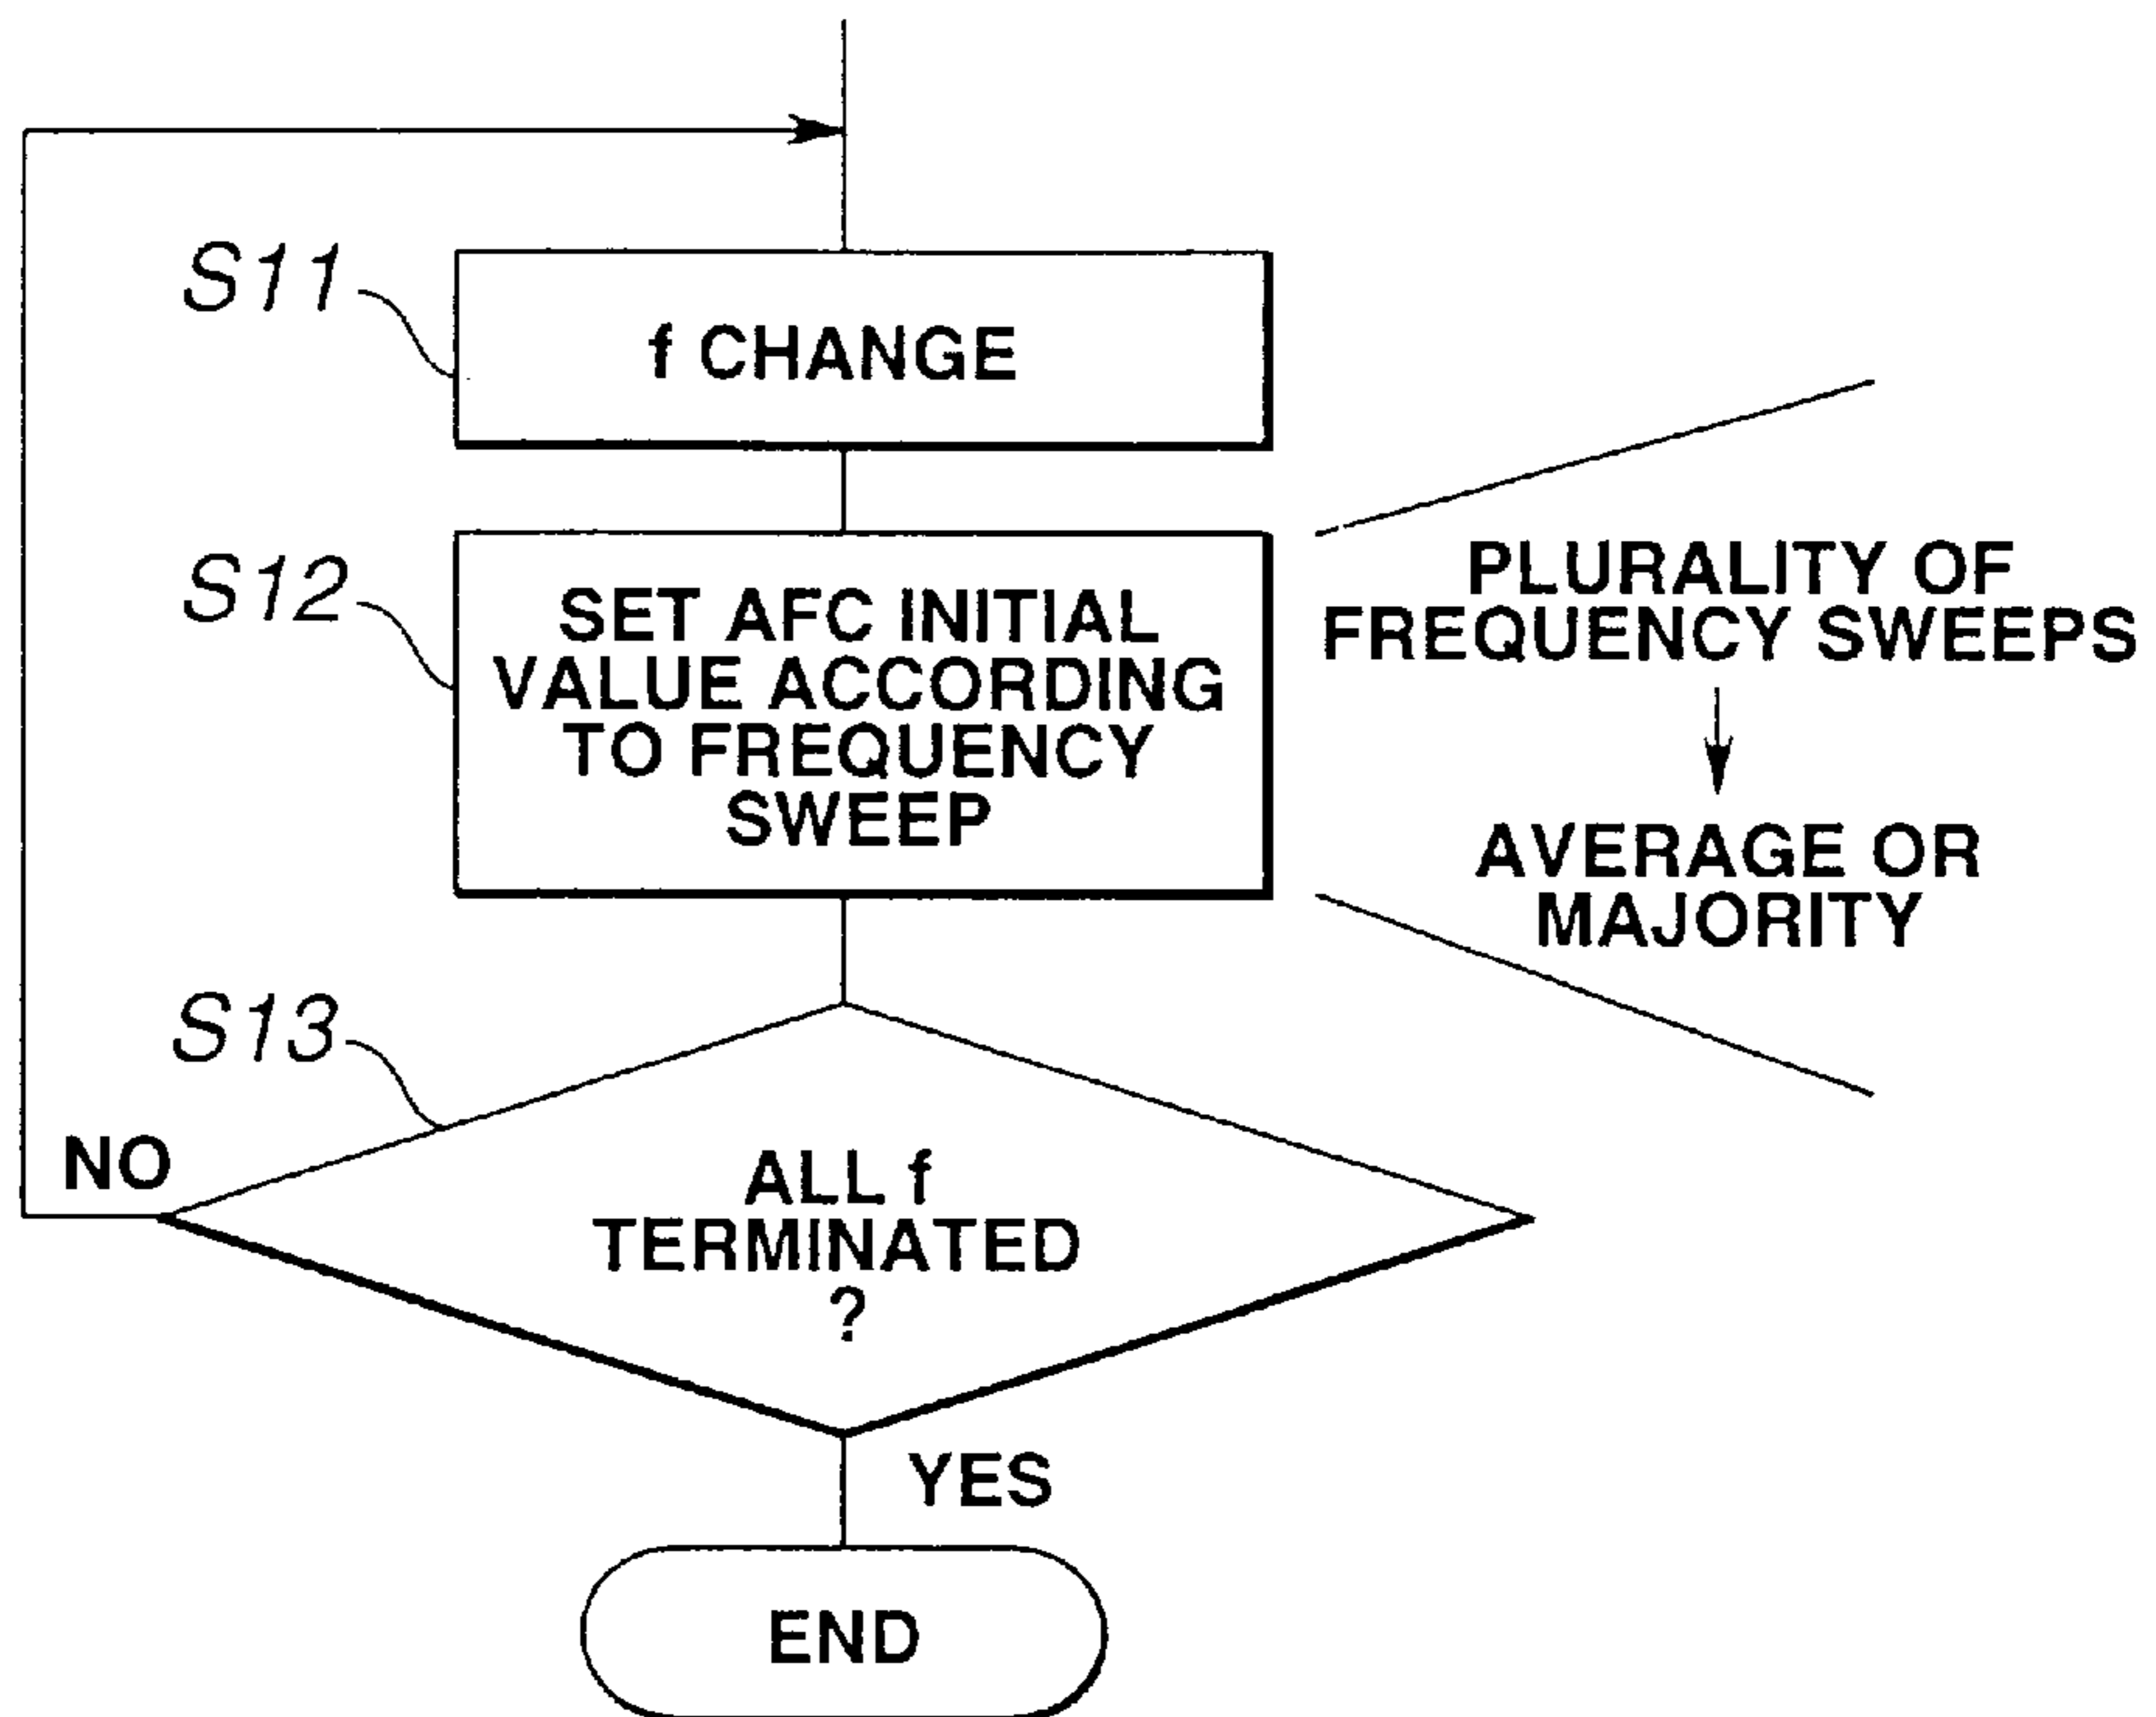 S11
f CHANGE
S12
SET AFC INITIAL
VALUE ACCORDING
TO FREQUENCY
SWEEP
PLURALITY OF
FREQUENCY SWEEPS
AVERAGE OR
MAJORITY
S13
NO
ALL f
TERMINATED
?
YES
END